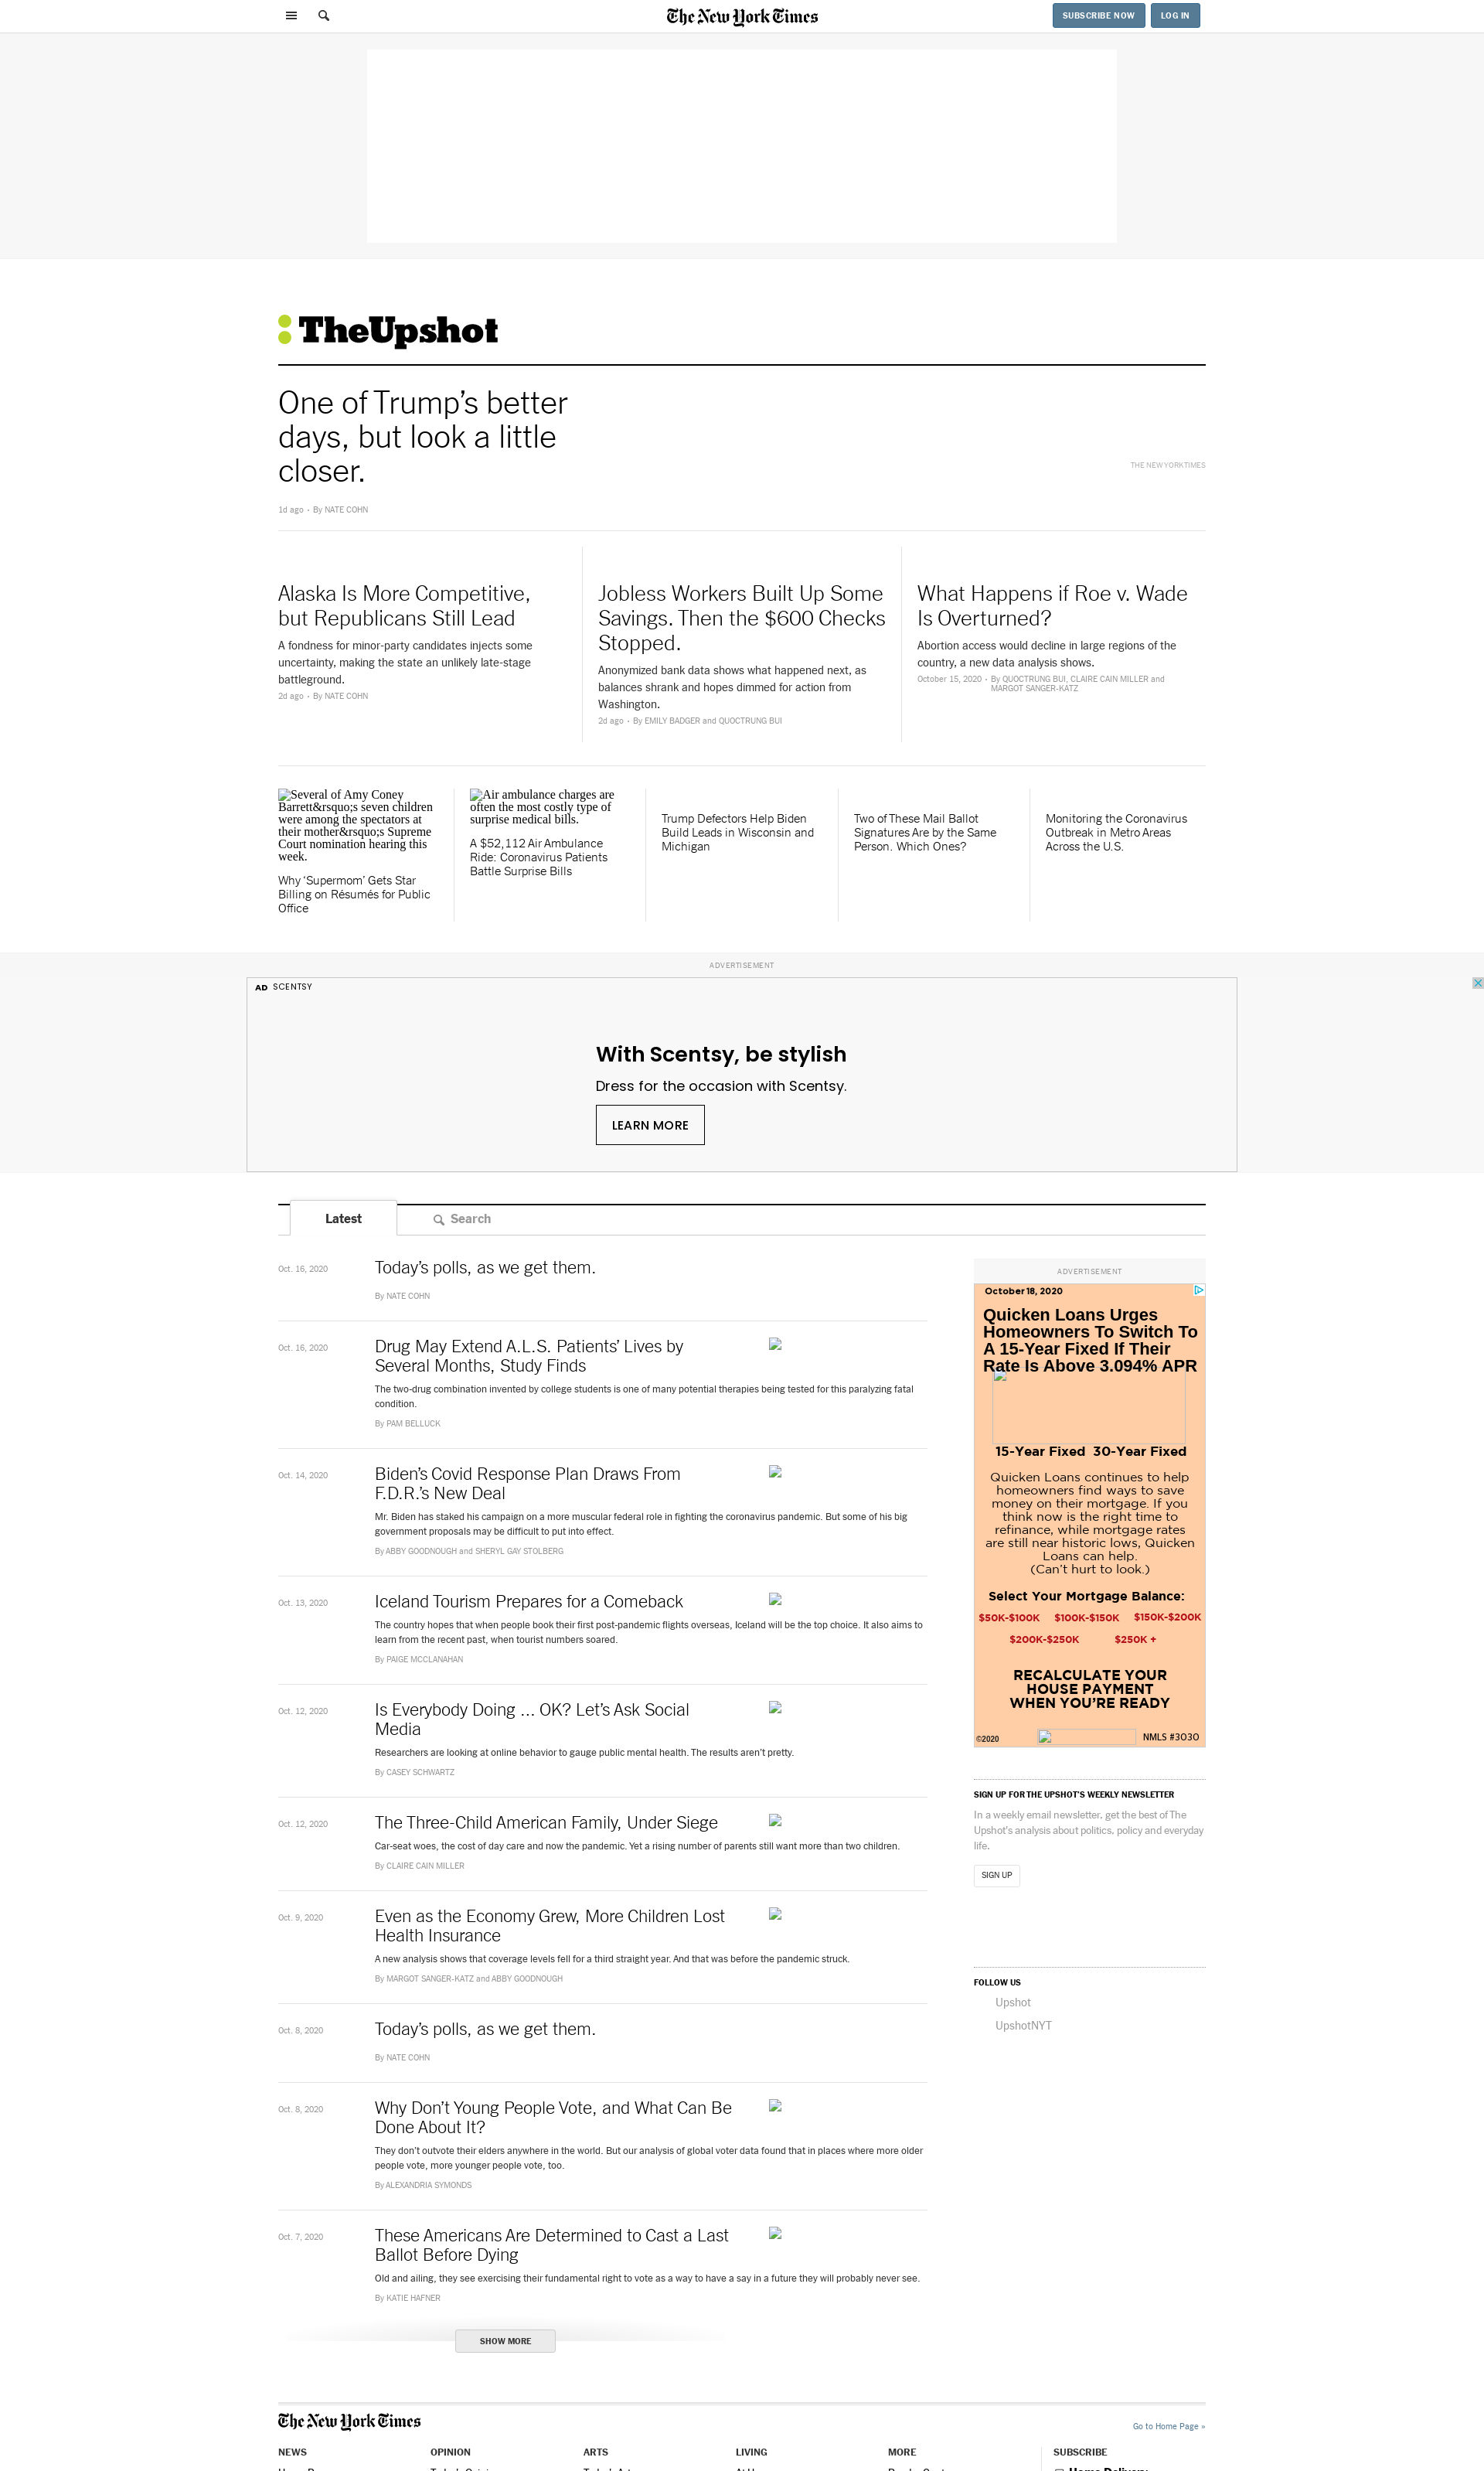 The New York Times
SUBSCRIBE NOW
LOG IN
TheUpshot
One of Trump’s better
days, but look a little
closer.
THE NEW YORK TIMES
1d ago • By NATE COHN
Alaska Is More Competitive,
but Republicans Still Lead
A fondness for minor-party candidates injects some
uncertainty, making the state an unlikely late-stage
battleground.
2d ago • By NATE COHN
Jobless Workers Built Up Some
Savings. Then the $600 Checks
Stopped.
Anonymized bank data shows what happened next, as
balances shrank and hopes dimmed for action from
Washington.
2d ago • By EMILY BADGER and QUOCTRUNG BUI
What Happens if Roe v. Wade
Is Overturned?
Abortion access would decline in large regions of the
country, a new data analysis shows.
October 15, 2020 • By QUOCTRUNG BUI, CLAIRE CAIN MILLER and
MARGOT SANGER-KATZ
Several of Amy Coney
Barrett&rsquo;s seven children
were among the spectators at
their mother&rsquo;s Supreme
Court nomination hearing this
week.
Why ‘Supermom’ Gets Star
Billing on Résumés for Public
Office
Air ambulance charges are
often the most costly type of
surprise medical bills.
A $52,112 Air Ambulance
Ride: Coronavirus Patients
Battle Surprise Bills
Trump Defectors Help Biden
Build Leads in Wisconsin and
Michigan
Two of These Mail Ballot
Signatures Are by the Same
Person. Which Ones?
Monitoring the Coronavirus
Outbreak in Metro Areas
Across the U.S.
ADVERTISEMENT
AD SCENTSY
With Scentsy, be stylish
Dress for the occasion with Scentsy.
LEARN MORE
Latest
Search
Oct. 16, 2020
Today’s polls, as we get them.
By NATE COHN
Oct. 16, 2020
Drug May Extend A.L.S. Patients’ Lives by
Several Months, Study Finds
The two-drug combination invented by college students is one of many potential therapies being tested for this paralyzing fatal
condition.
By PAM BELLUCK
Oct. 14, 2020
Biden’s Covid Response Plan Draws From
F.D.R.’s New Deal
Mr. Biden has staked his campaign on a more muscular federal role in fighting the coronavirus pandemic. But some of his big
government proposals may be difficult to put into effect.
By ABBY GOODNOUGH and SHERYL GAY STOLBERG
Oct. 13, 2020
Iceland Tourism Prepares for a Comeback
The country hopes that when people book their first post-pandemic flights overseas, Iceland will be the top choice. It also aims to
learn from the recent past, when tourist numbers soared.
By PAIGE MCCLANAHAN
Oct. 12, 2020
Is Everybody Doing ... OK? Let’s Ask Social
Media
Researchers are looking at online behavior to gauge public mental health. The results aren’t pretty.
By CASEY SCHWARTZ
Oct. 12, 2020
The Three-Child American Family, Under Siege
Car-seat woes, the cost of day care and now the pandemic. Yet a rising number of parents still want more than two children.
By CLAIRE CAIN MILLER
Oct. 9, 2020
Even as the Economy Grew, More Children Lost
Health Insurance
A new analysis shows that coverage levels fell for a third straight year. And that was before the pandemic struck.
By MARGOT SANGER-KATZ and ABBY GOODNOUGH
Oct. 8, 2020
Today’s polls, as we get them.
By NATE COHN
Oct. 8, 2020
Why Don’t Young People Vote, and What Can Be
Done About It?
They don’t outvote their elders anywhere in the world. But our analysis of global voter data found that in places where more older
people vote, more younger people vote, too.
By ALEXANDRIA SYMONDS
Oct. 7, 2020
These Americans Are Determined to Cast a Last
Ballot Before Dying
Old and ailing, they see exercising their fundamental right to vote as a way to have a say in a future they will probably never see.
By KATIE HAFNER
SHOW MORE
ADVERTISEMENT
October 18, 2020
Quicken Loans Urges
Homeowners To Switch To
A 15-Year Fixed If Their
Rate Is Above 3.094% APR
15-Year Fixed 30-Year Fixed
Quicken Loans continues to help
homeowners find ways to save
money on their mortgage. If you
think now is the right time to
refinance, while mortgage rates
are still near historic lows, Quicken
Loans can help.
(Can’t hurt to look.)
Select Your Mortgage Balance:
$50K-$100K $100K-$150K $150K-$200K
$200K-$250K $250K +
RECALCULATE YOUR
HOUSE PAYMENT
WHEN YOU’RE READY
©2020
NMLS #3030
SIGN UP FOR THE UPSHOT’S WEEKLY NEWSLETTER
In a weekly email newsletter, get the best of The
Upshot’s analysis about politics, policy and everyday
life.
SIGN UP
FOLLOW US
Upshot
UpshotNYT
The New York Times
Go to Home Page »
NEWS
OPINION
ARTS
LIVING
MORE
SUBSCRIBE